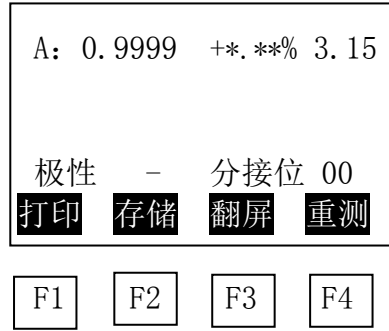 A：0.9999 +*.**% 3.15
极性 - 分接位 00
打印 存储 翻屏 重测
F1 F2 F3 F4